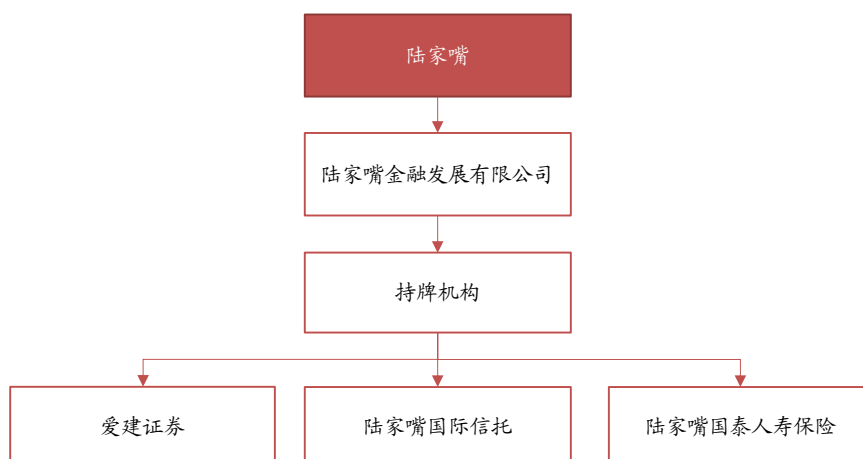 陆家嘴
陆家嘴金融发展有限公司
持牌机构
爱建证券
陆家嘴国际信托
陆家嘴国泰人寿保险